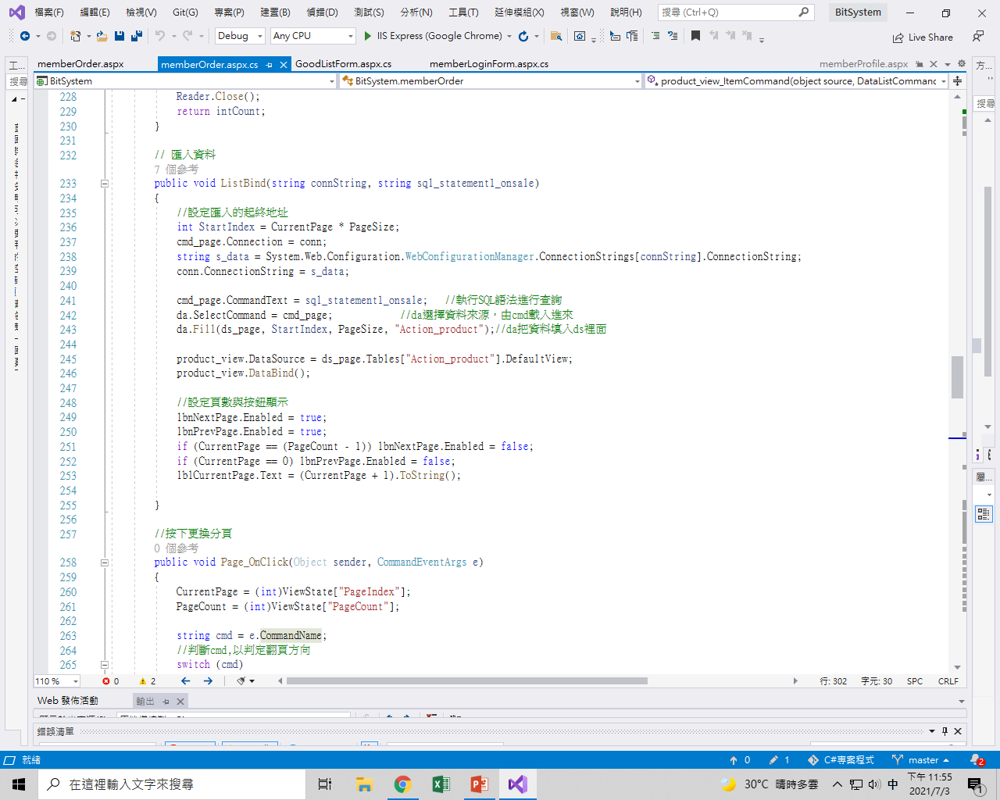 檔案(F) 編輯(E) 檢視(V) Git(G) 專案(P) 建置(B) 偵錯(D) 測試(S) 分析(N) 工具(T) 延伸模組(X) 視窗(W) 說明(H) 搜尋 (Ctrl+Q) BitSystem
Debug Any CPU IIS Express (Google Chrome) Live Share
工... memberOrder.aspx memberOrder.aspx.cs GoodListForm.aspx.cs memberLoginForm.aspx.cs memberProfile.aspx 方...
搜尋 BitSystem BitSystem.memberOrder product_view_ItemCommand(object source, DataListCommanc
搜尋
228 Reader.Close();
229 return intCount;
230 }
231
232 // 匯入資料
7 個參考
233 public void ListBind(string connString, string sql_statement1_onsale)
234 {
235 //設定匯入的起終地址
236 int StartIndex = CurrentPage * PageSize;
237 cmd_page.Connection = conn;
238 string s_data = System.Web.Configuration.WebConfigurationManager.ConnectionStrings[connString].ConnectionString;
239 conn.ConnectionString = s_data;
240
241 cmd_page.CommandText = sql_statement1_onsale; //執行SQL語法進行查詢
242 da.SelectCommand = cmd_page; //da選擇資料來源，由cmd載入進來
243 da.Fill(ds_page, StartIndex, PageSize, "Action_product");//da把資料填入ds裡面
244
245 product_view.DataSource = ds_page.Tables["Action_product"].DefaultView;
246 product_view.DataBind();
247
248 //設定頁數與按鈕顯示
249 lbnNextPage.Enabled = true;
250 lbnPrevPage.Enabled = true;
251 if (CurrentPage == (PageCount - 1)) lbnNextPage.Enabled = false;
252 if (CurrentPage == 0) lbnPrevPage.Enabled = false;
253 lblCurrentPage.Text = (CurrentPage + 1).ToString();
254
255 }
256
257 //按下更換分頁
0 個參考
258 public void Page_OnClick(Object sender, CommandEventArgs e)
259 {
260 CurrentPage = (int)ViewState["PageIndex"];
261 PageCount = (int)ViewState["PageCount"];
262
263 string cmd = e.CommandName;
264 //判斷cmd,以判定翻頁方向
265 switch (cmd)
屬...
110 % 0 2 行: 302 字元: 30 SPC CRLF
Web 發佈活動 輸出
錯誤清單
就緒 0 1 C#專案程式 master 2
在這裡輸入文字來搜尋 30°C 晴時多雲 中 下午 11:55
2021/7/3 1